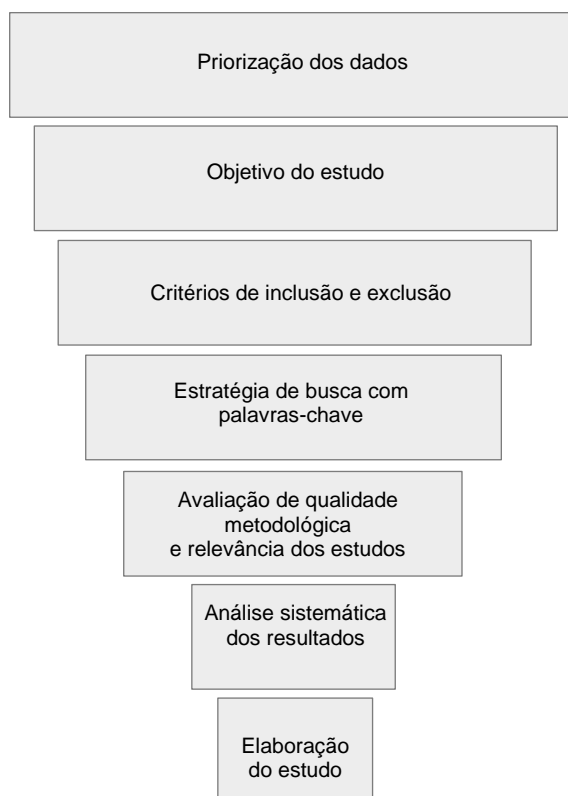 Priorização dos dados
Objetivo do estudo
Critérios de inclusão e exclusão
Estratégia de busca com
palavras-chave
Avaliação de qualidade
metodológica
e relevância dos estudos
Análise sistemática
dos resultados
Elaboração
do estudo